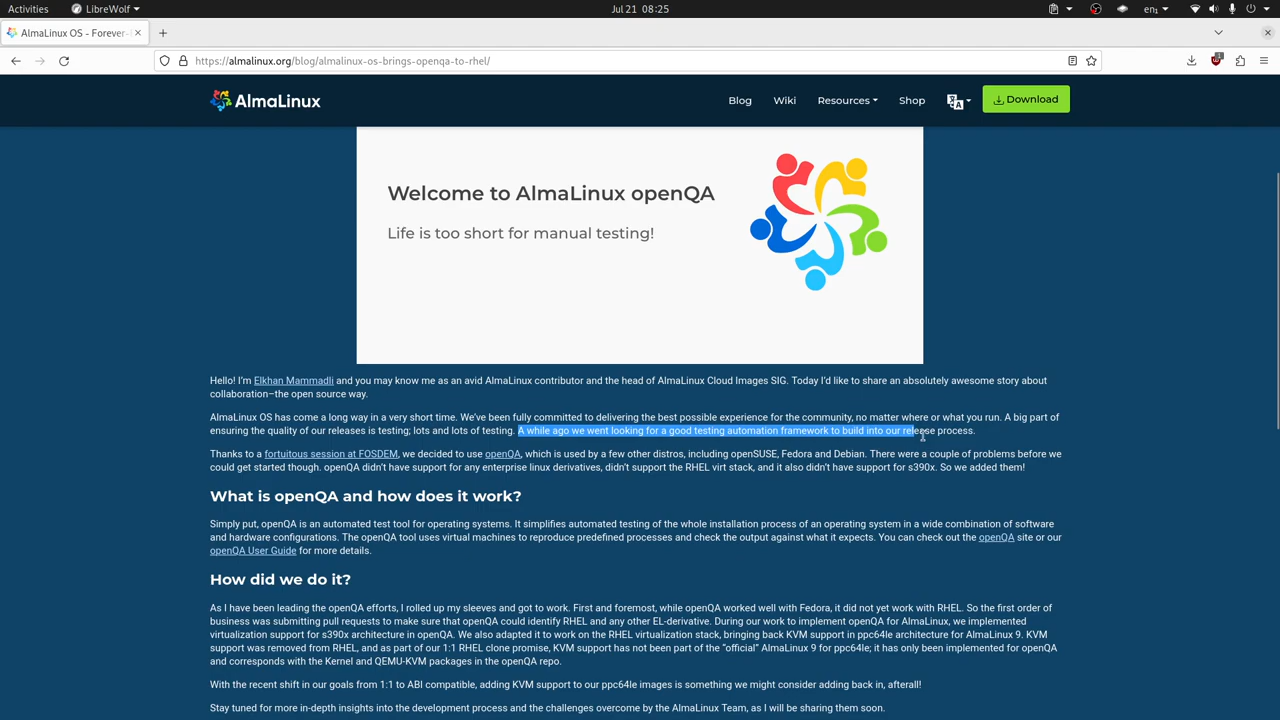 Activities
LibreWolf
Jul 21 08:25
en₁
AlmaLinux OS - Forever-
https://almalinux.org/blog/almalinux-os-brings-openqa-to-rhel/
1
AlmaLinux
Blog
Wiki
Resources
Shop
Download
Welcome to AlmaLinux openQA
Life is too short for manual testing!
Hello! I’m Elkhan Mammadli and you may know me as an avid AlmaLinux contributor and the head of AlmaLinux Cloud Images SIG. Today I’d like to share an absolutely awesome story about
collaboration–the open source way.
AlmaLinux OS has come a long way in a very short time. We’ve been fully committed to delivering the best possible experience for the community, no matter where or what you run. A big part of
ensuring the quality of our releases is testing; lots and lots of testing. A while ago we went looking for a good testing automation framework to build into our release process.
Thanks to a fortuitous session at FOSDEM, we decided to use openQA, which is used by a few other distros, including openSUSE, Fedora and Debian. There were a couple of problems before we
could get started though. openQA didn’t have support for any enterprise linux derivatives, didn’t support the RHEL virt stack, and it also didn’t have support for s390x. So we added them!
What is openQA and how does it work?
Simply put, openQA is an automated test tool for operating systems. It simplifies automated testing of the whole installation process of an operating system in a wide combination of software
and hardware configurations. The openQA tool uses virtual machines to reproduce predefined processes and check the output against what it expects. You can check out the openQA site or our
openQA User Guide for more details.
How did we do it?
As I have been leading the openQA efforts, I rolled up my sleeves and got to work. First and foremost, while openQA worked well with Fedora, it did not yet work with RHEL. So the first order of
business was submitting pull requests to make sure that openQA could identify RHEL and any other EL-derivative. During our work to implement openQA for AlmaLinux, we implemented
virtualization support for s390x architecture in openQA. We also adapted it to work on the RHEL virtualization stack, bringing back KVM support in ppc64le architecture for AlmaLinux 9. KVM
support was removed from RHEL, and as part of our 1:1 RHEL clone promise, KVM support has not been part of the “official” AlmaLinux 9 for ppc64le; it has only been implemented for openQA
and corresponds with the Kernel and QEMU-KVM packages in the openQA repo.
With the recent shift in our goals from 1:1 to ABI compatible, adding KVM support to our ppc64le images is something we might consider adding back in, afterall!
Stay tuned for more in-depth insights into the development process and the challenges overcome by the AlmaLinux Team, as I will be sharing them soon.